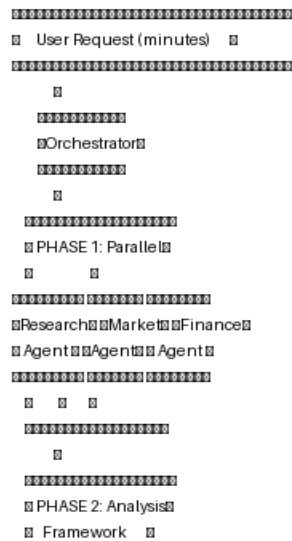 User Request (minutes)
Orchestrator
PHASE 1: Parallel
Research Market Finance
Agent Agent Agent
PHASE 2: Analysis
Framework